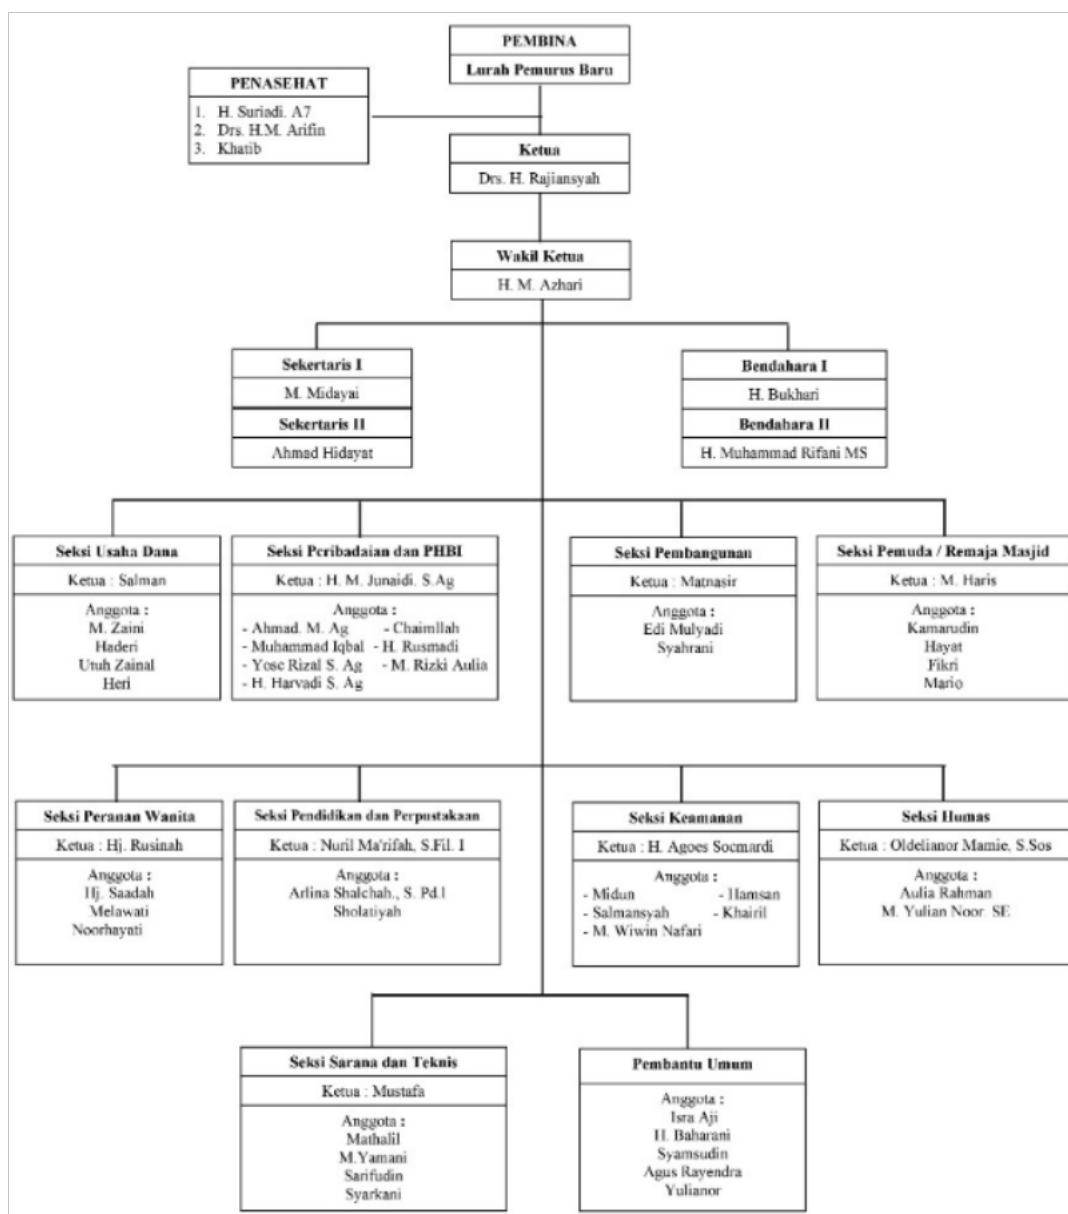 PEMBINA
Lurah Pemurus Baru
PENASEHAT
1. H. Suriadi. A7
2. Drs. H.M. Arifin
3. Khatib
Ketua
Drs. H. Rajiansyah
Wakil Ketua
H. M. Azhari
Sekertaris I
M. Midayai
Sekertaris II
Ahmad Hidayat
Bendahara I
H. Bukhari
Bendahara II
H. Muhammad Rifani MS
Seksi Usaha Dana
Ketua : Salman
Anggota :
M. Zaini
Haderi
Utuh Zainal
Heri
Seksi Peribadaian dan PHBI
Ketua : H. M. Junaidi. S.Ag
Anggota :
- Ahmad. M. Ag - Chaimllah
- Muhammad Iqbal - H. Rusmadi
- Yose Rizal S. Ag - M. Rizki Aulia
- H. Harvadi S. Ag
Seksi Pembangunan
Ketua : Matnasir
Anggota :
Edi Mulyadi
Syahrani
Seksi Pemuda / Remaja Masjid
Ketua : M. Haris
Anggota :
Kamarudin
Hayat
Fikri
Mario
Seksi Peranan Wanita
Ketua : Hj. Rusinah
Anggota :
Hj. Saadah
Melawati
Noorhayati
Seksi Pendidikan dan Perpustakaan
Ketua : Nuril Ma'rifah, S.Fil. I
Anggota :
Arlina Shalchah., S. Pd.I
Sholatiyah
Seksi Keamanan
Ketua : H. Agoes Socmardi
Anggota :
- Midun - Hamsan
- Salmansyah - Khairil
- M. Wiwin Nafari
Seksi Humas
Ketua : Oldelianor Mamie, S.Sos
Anggota :
Aulia Rahman
M. Yulian Noor. SE
Seksi Sarana dan Teknis
Ketua : Mustafa
Anggota :
Mathalil
M.Yamani
Sarifudin
Syarkani
Pembantu Umum
Anggota :
Isra Aji
H. Baharani
Syamsudin
Agus Rayendra
Yulianor